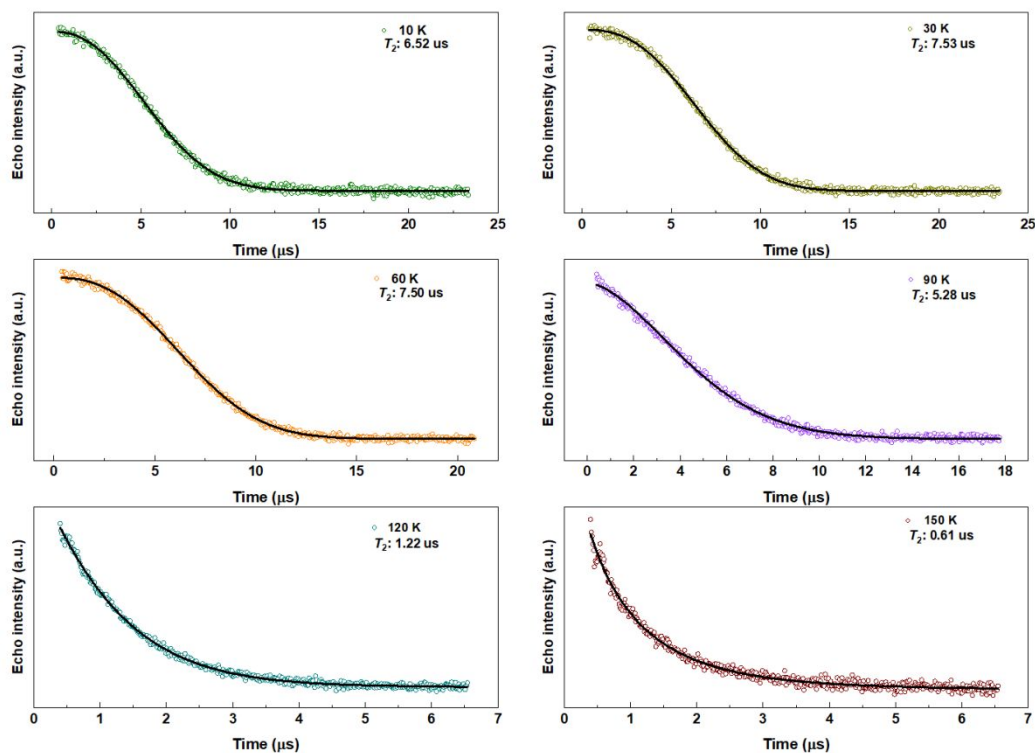 Echo intensity (a.u.)
10 K
T₂: 6.52 us
0 5 10 15 20 25
Time (μs)
Echo intensity (a.u.)
30 K
T₂: 7.53 us
0 5 10 15 20 25
Time (μs)
Echo intensity (a.u.)
60 K
T₂: 7.50 us
0 5 10 15 20
Time (μs)
Echo intensity (a.u.)
90 K
T₂: 5.28 us
0 2 4 6 8 10 12 14 16 18
Time (μs)
Echo intensity (a.u.)
120 K
T₂: 1.22 us
0 1 2 3 4 5 6 7
Time (μs)
Echo intensity (a.u.)
150 K
T₂: 0.61 us
0 1 2 3 4 5 6 7
Time (μs)